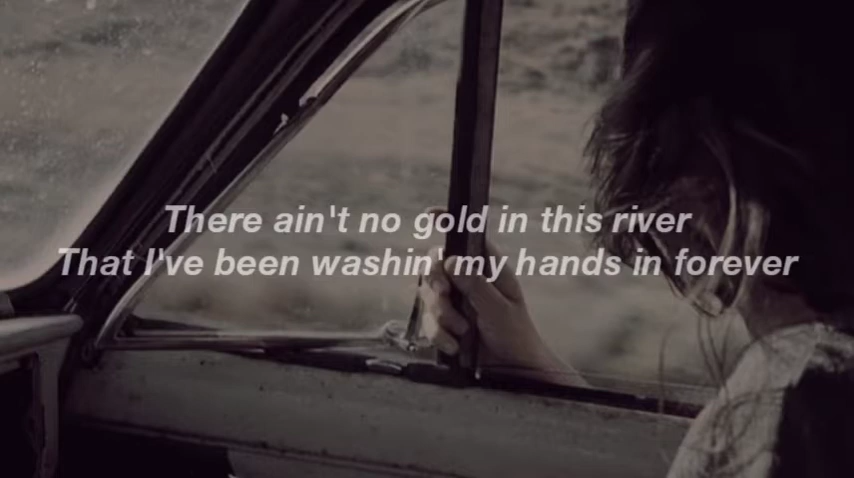 There ain't no gold in this river
That I've been washin' my hands in forever